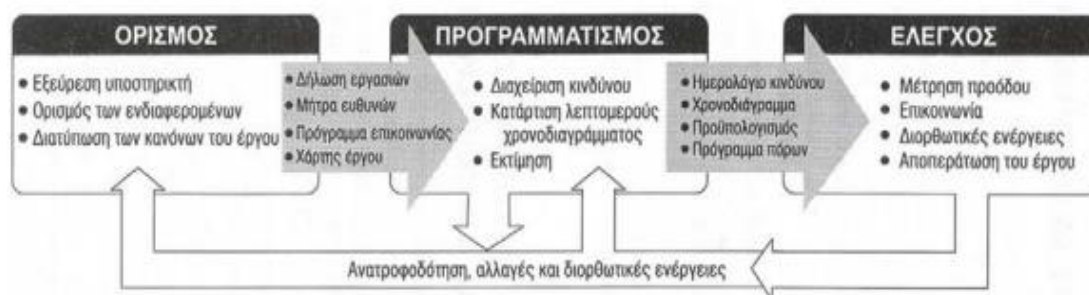 ΟΡΙΣΜΟΣ
• Εξεύρεση υποστηρικτή
• Ορισμός των ενδιαφερομένων
• Διατύπωση των κανόνων του έργου
• Δήλωση εργασιών
• Μήτρα ευθυνών
• Πρόγραμμα επικοινωνίας
• Χάρτης έργου
ΠΡΟΓΡΑΜΜΑΤΙΣΜΟΣ
• Διαχείριση κινδύνου
• Κατάρτιση λεπτομερούς
χρονοδιαγράμματος
• Εκτίμηση
• Ημερολόγιο κινδύνου
• Χρονοδιάγραμμα
• Προϋπολογισμός
• Πρόγραμμα πόρων
ΕΛΕΓΧΟΣ
• Μέτρηση προόδου
• Επικοινωνία
• Διορθωτικές ενέργειες
• Αποπεράτωση του έργου
Ανατροφοδότηση, αλλαγές και διορθωτικές ενέργειες